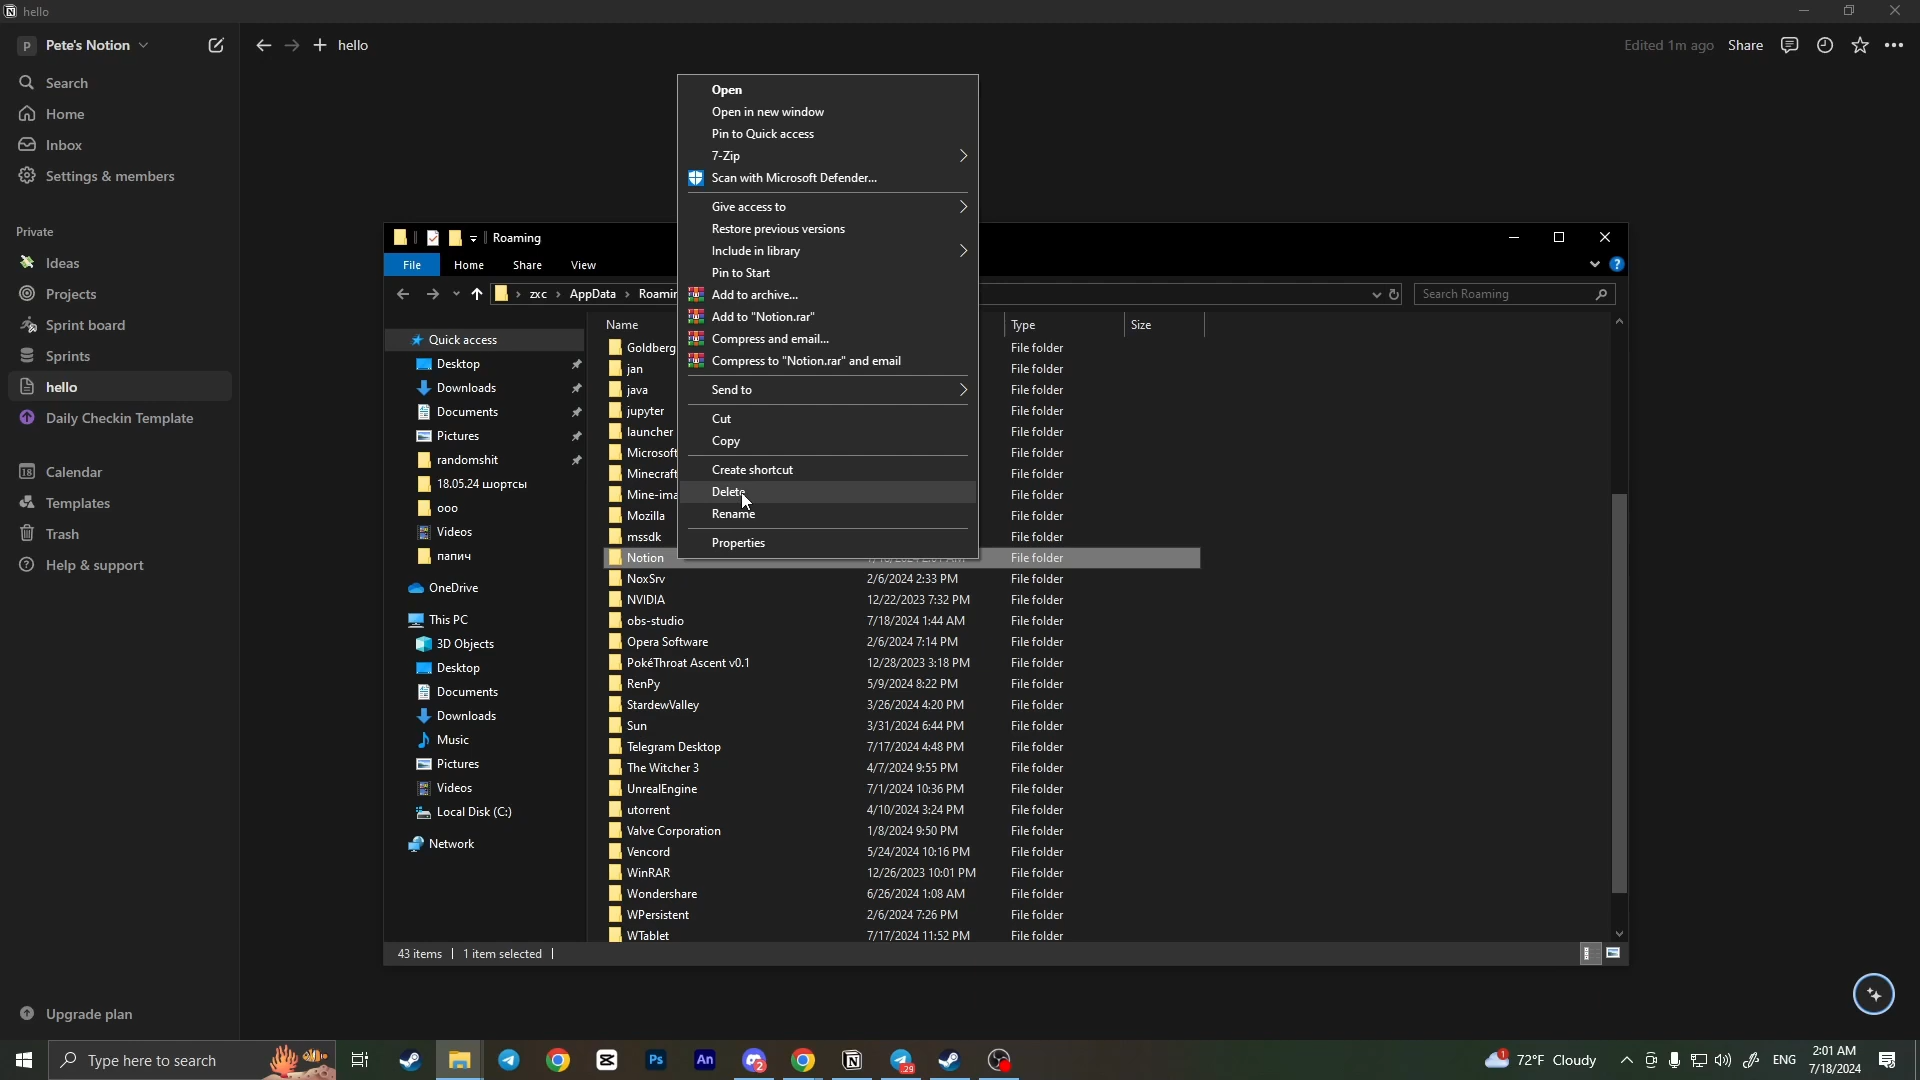 hello
P Pete's Notion
hello
Edited 1m ago Share
Search
Home
Inbox
Settings & members
Private
Ideas
Projects
Sprint board
Sprints
hello
Daily Checkin Template
Calendar
Templates
Trash
Help & support
Upgrade plan
Open
Open in new window
Pin to Quick access
7-Zip
Scan with Microsoft Defender...
Give access to
Restore previous versions
Include in library
Pin to Start
Add to archive...
Add to "Notion.rar"
Compress and email...
Compress to "Notion.rar" and email
Send to
Cut
Copy
Create shortcut
Delete
Rename
Properties
Roaming
File Home Share View
zxc AppData Roamin
Search Roaming
Quick access
Desktop
Downloads
Documents
Pictures
randomshit
18.05.24 шортсы
ооо
Videos
папич
OneDrive
This PC
3D Objects
Desktop
Documents
Downloads
Music
Pictures
Videos
Local Disk (C:)
Network
Name Type Size
Goldberg File folder
jan File folder
java File folder
jupyter File folder
launcher File folder
Microsoft File folder
Minecraft File folder
Mine-ima File folder
Mozilla File folder
mssdk File folder
Notion File folder
NoxSrv 2/6/2024 2:33 PM File folder
NVIDIA 12/22/2023 7:32 PM File folder
obs-studio 7/18/2024 1:44 AM File folder
Opera Software 2/6/2024 7:14 PM File folder
PokéThroat Ascent v0.1 12/28/2023 3:18 PM File folder
RenPy 5/9/2024 8:22 PM File folder
StardewValley 3/26/2024 4:20 PM File folder
Sun 3/31/2024 6:44 PM File folder
Telegram Desktop 7/17/2024 4:48 PM File folder
The Witcher 3 4/7/2024 9:55 PM File folder
UnrealEngine 7/1/2024 10:36 PM File folder
utorrent 4/10/2024 3:24 PM File folder
Valve Corporation 1/8/2024 9:50 PM File folder
Vencord 5/24/2024 10:16 PM File folder
WinRAR 12/26/2023 10:01 PM File folder
Wondershare 6/26/2024 1:08 AM File folder
WPersistent 2/6/2024 7:26 PM File folder
WTablet 7/17/2024 11:52 PM File folder
43 items 1 item selected
Type here to search
Ps
An
2
29
1
72°F Cloudy
ENG
2:01 AM
7/18/2024